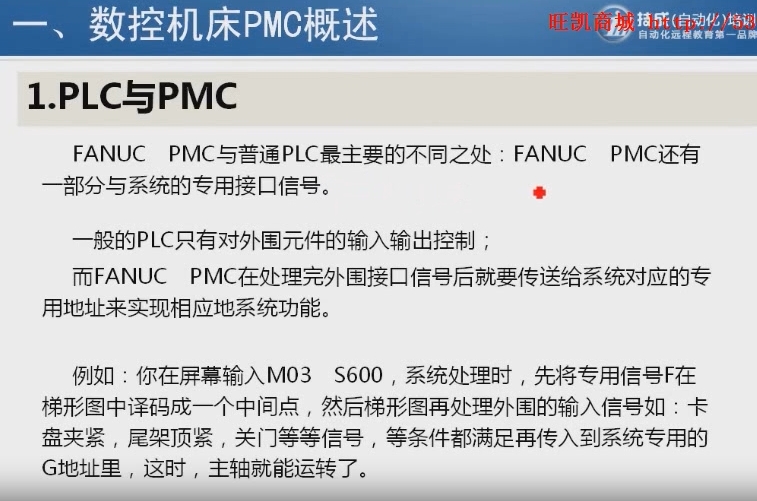 一、数控机床PMC概述
旺凯商城 http://
技成(自动化)培训
自动化远程教育第一品牌
1.PLC与PMC
FANUC PMC与普通PLC最主要的不同之处：FANUC PMC还有
一部分与系统的专用接口信号。
一般的PLC只有对外围元件的输入输出控制；
而FANUC PMC在处理完外围接口信号后就要传送给系统对应的专
用地址来实现相应地系统功能。
例如：你在屏幕输入M03 S600，系统处理时，先将专用信号F在
梯形图中译码成一个中间点，然后梯形图再处理外围的输入信号如：卡
盘夹紧，尾架顶紧，关门等等信号，等条件都满足再传入到系统专用的
G地址里，这时，主轴就能运转了。